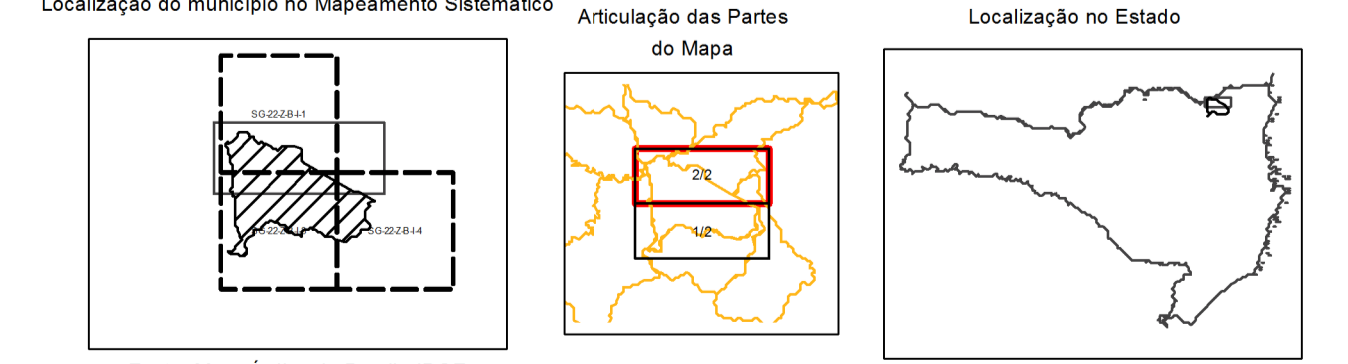 Localização do município no Mapeamento Sistemático
Articulação das Partes
do Mapa
Localização no Estado
SG-22-Z-B-I-1
SG-22-Z-B-I-4
2/2
1/2